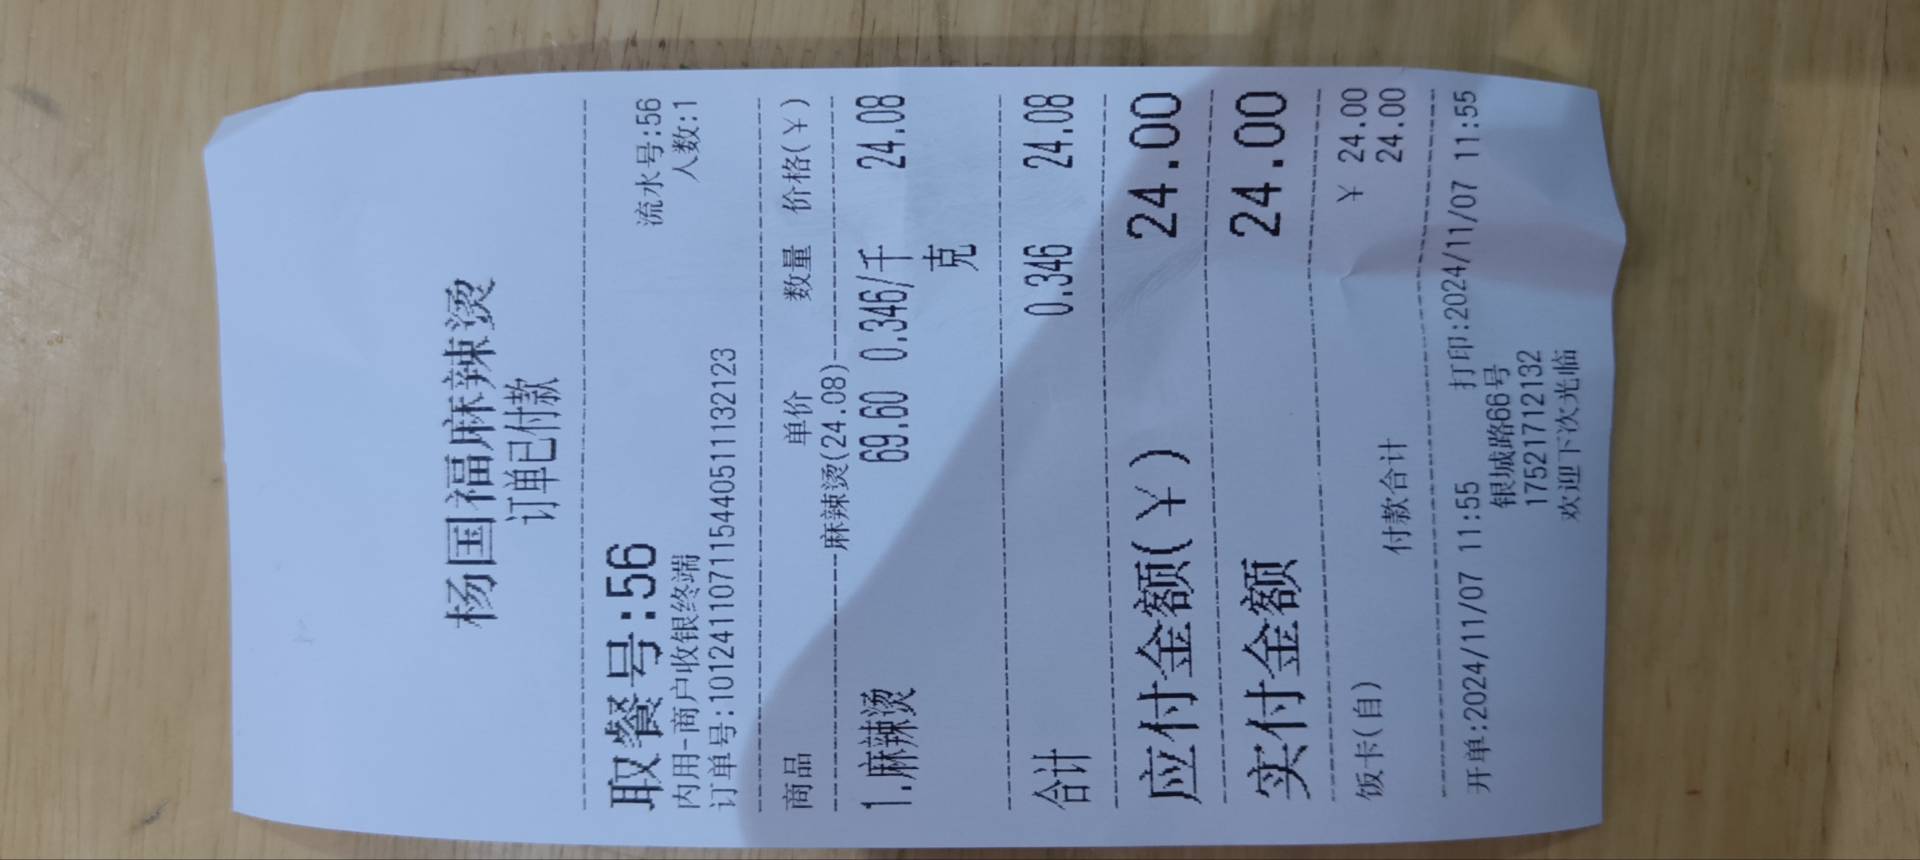 杨国福麻辣烫
订单已付款
取餐号:56 流水号:56
内用-商户收银终端 人数:1
订单号:101241107115440511132123
商品 单价 数量 价格(¥)
麻辣烫(24.08)
1.麻辣烫 69.60 0.346/千克 24.08
合计 0.346 24.08
应付金额(¥) 24.00
实付金额 24.00
饭卡(自) ¥ 24.00
付款合计 24.00
开单:2024/11/07 11:55 打印:2024/11/07 11:55
银城路66号
17521712132
欢迎下次光临